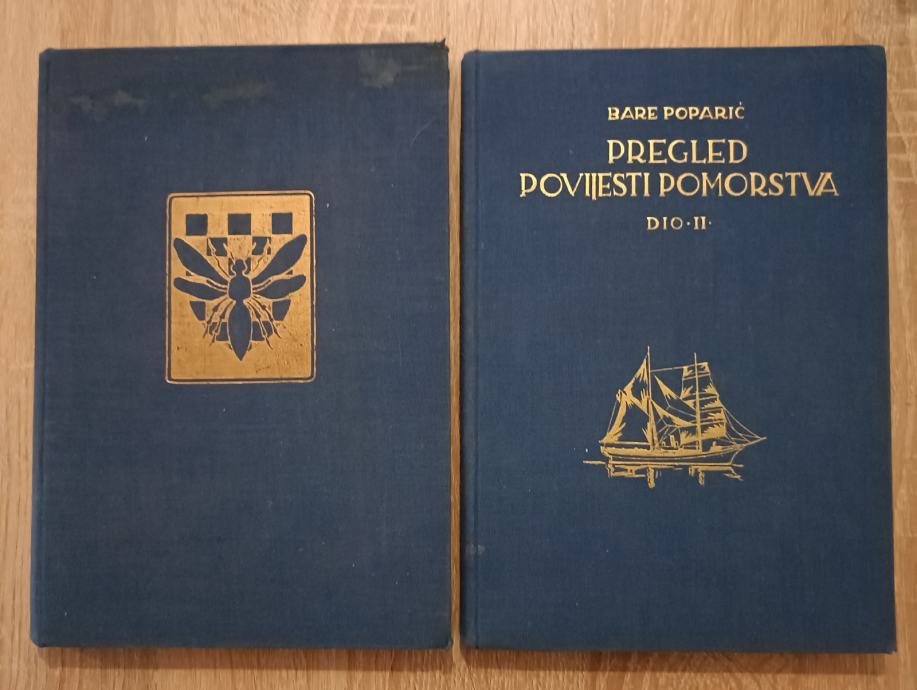 BARE POPARIĆ
PREGLED
POVIJESTI POMORSTVA
DIO·II·